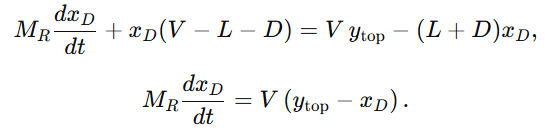 M_R \frac{dx_D}{dt} + x_D(V - L - D) = V y_{\text{top}} - (L + D)x_D,
M_R \frac{dx_D}{dt} = V (y_{\text{top}} - x_D).